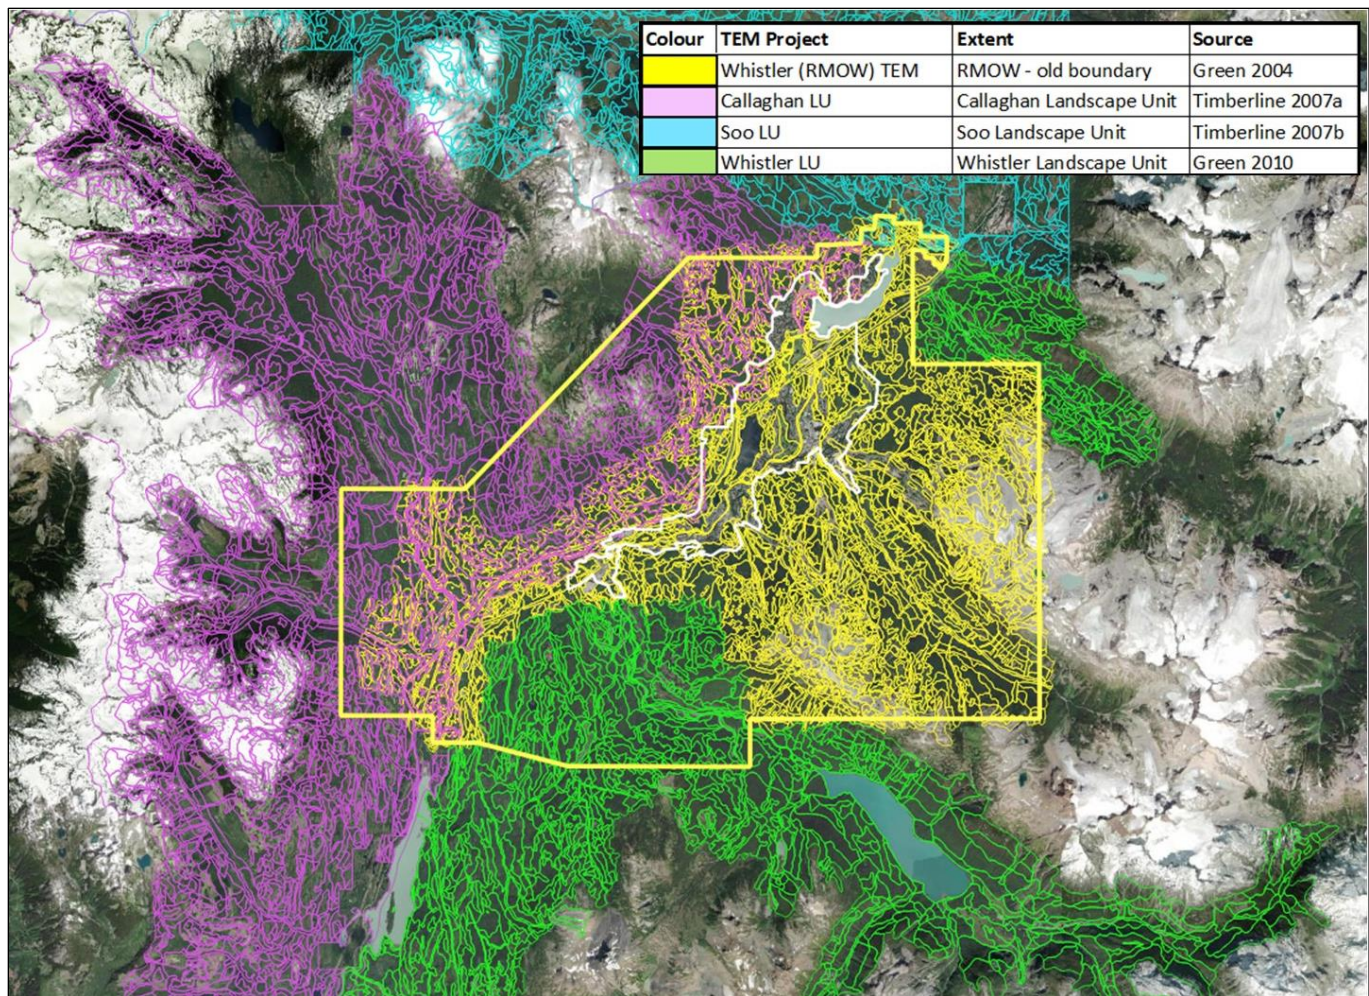 Colour TEM Project Extent Source
Whistler (RMOW) TEM RMOW - old boundary Green 2004
Callaghan LU Callaghan Landscape Unit Timberline 2007a
Soo LU Soo Landscape Unit Timberline 2007b
Whistler LU Whistler Landscape Unit Green 2010